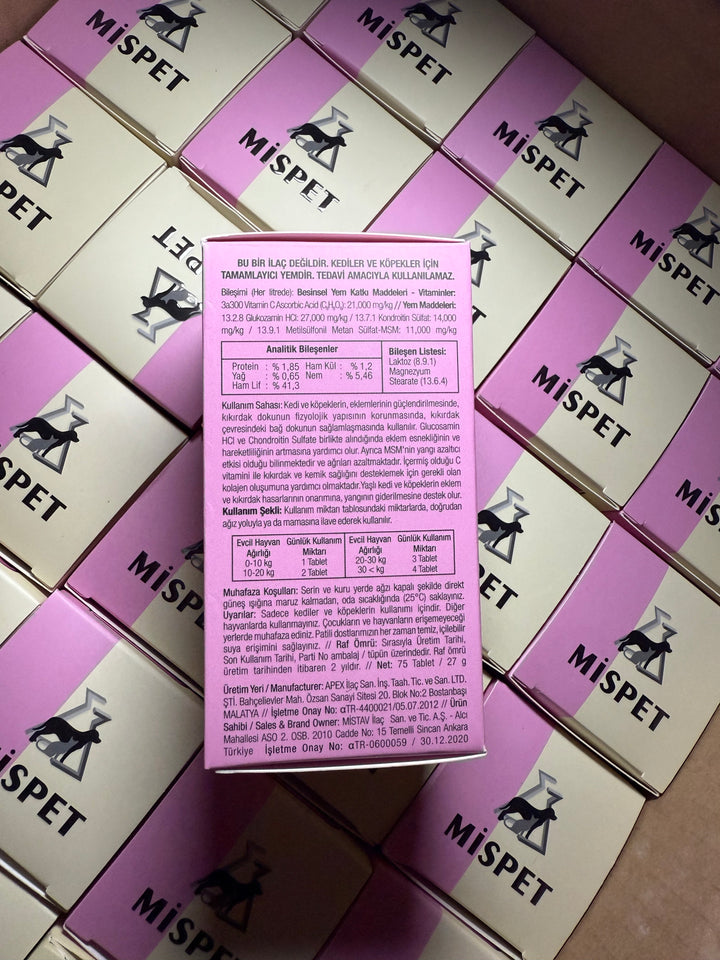 MİSPET
MİSPET
MİSPET
MİSPET
MİSPET
PET
PET
BU BİR İLAÇ DEĞİLDİR. KEDİLER VE KÖPEKLER İÇİN
TAMAMLAYICI YEMDİR. TEDAVİ AMACIYLA KULLANILAMAZ.
Bileşimi (Her litrede): Besinsel Yem Katkı Maddeleri - Vitaminler:
3a300 Vitamin C Ascorbic Acid (C₆H₈O₆): 21,000 mg/kg // Yem Maddeleri:
13.2.8 Glukozamin HCl: 27,000 mg/kg / 13.7.1 Kondroitin Sülfat: 14,000
mg/kg / 13.9.1 Metilsülfonil Metan Sülfat-MSM: 11,000 mg/kg
Analitik Bileşenler
Protein : % 1,85 Ham Kül : % 1,2
Yağ : % 0,65 Nem : % 5,46
Ham Lif : % 41,3
Bileşen Listesi:
Laktoz (8.9.1)
Magnezyum
Stearate (13.6.4)
Kullanım Sahası: Kedi ve köpeklerin, eklemlerinin güçlendirilmesinde,
kıkırdak dokunun fizyolojik yapısının korunmasında, kıkırdak
çevresindeki bağ dokunun sağlamlaşmasında kullanılır. Glucosamin
HCl ve Chondroitin Sulfate birlikte alındığında eklem esnekliğinin ve
hareketliliğinin artmasına yardımcı olur. Ayrıca MSM'nin yangı azaltıcı
etkisi olduğu bilinmektedir ve ağrıları azaltmaktadır. İçermiş olduğu C
vitamini ile kıkırdak ve kemik sağlığını desteklemek için gerekli olan
kolajen oluşumuna yardımcı olmaktadır.Yaşlı kedi ve köpeklerin eklem
ve kıkırdak hasarlarının onarımına, yangının giderilmesine destek olur.
Kullanım Şekli: Kullanım miktarı tablosundaki miktarlarda, doğrudan
ağız yoluyla ya da mamasına ilave ederek kullanılır.
Evcil Hayvan Günlük Kullanım Evcil Hayvan Günlük Kullanım
Ağırlığı Miktarı Ağırlığı Miktarı
0-10 kg 1 Tablet 20-30 kg 3 Tablet
10-20 kg 2 Tablet 30 < kg 4 Tablet
Muhafaza Koşulları: Serin ve kuru yerde ağzı kapalı şekilde direkt
güneş ışığına maruz kalmadan, oda sıcaklığında (25°C) saklayınız.
Uyarılar: Sadece kediler ve köpeklerin kullanımı içindir. Diğer
hayvanlarda kullanmayınız. Çocukların ve hayvanların erişemeyeceği
yerlerde muhafaza ediniz. Patili dostlarımızın her zaman temiz, içilebilir
suya erişimini sağlayınız. // Raf Ömrü: Sırasıyla Üretim Tarihi,
Son Kullanım Tarihi, Parti No ambalaj / tüpün üzerindedir. Raf ömrü
üretim tarihinden itibaren 2 yıldır. // Net: 75 Tablet / 27 g
Üretim Yeri / Manufacturer: APEX İlaç San. İnş. Taah. Tic. ve San. LTD.
ŞTİ. Bahçelievler Mah. Özsan Sanayi Sitesi 20. Blok No:2 Bostanbaşı
MALATYA // İşletme Onay No: αTR-4400021/05.07.2012 // Ürün
Sahibi / Sales & Brand Owner: MİSTAV İlaç San. ve Tic. A.Ş. - Alcı
Mahallesi ASO 2. OSB. 2010 Cadde No: 15 Temelli Sincan Ankara
Türkiye İşletme Onay No: αTR-0600059 / 30.12.2020
MİSPET
SPET
MİS
MİSPET
PET
MİSPET
İSPET
MİSPET
MİSPET